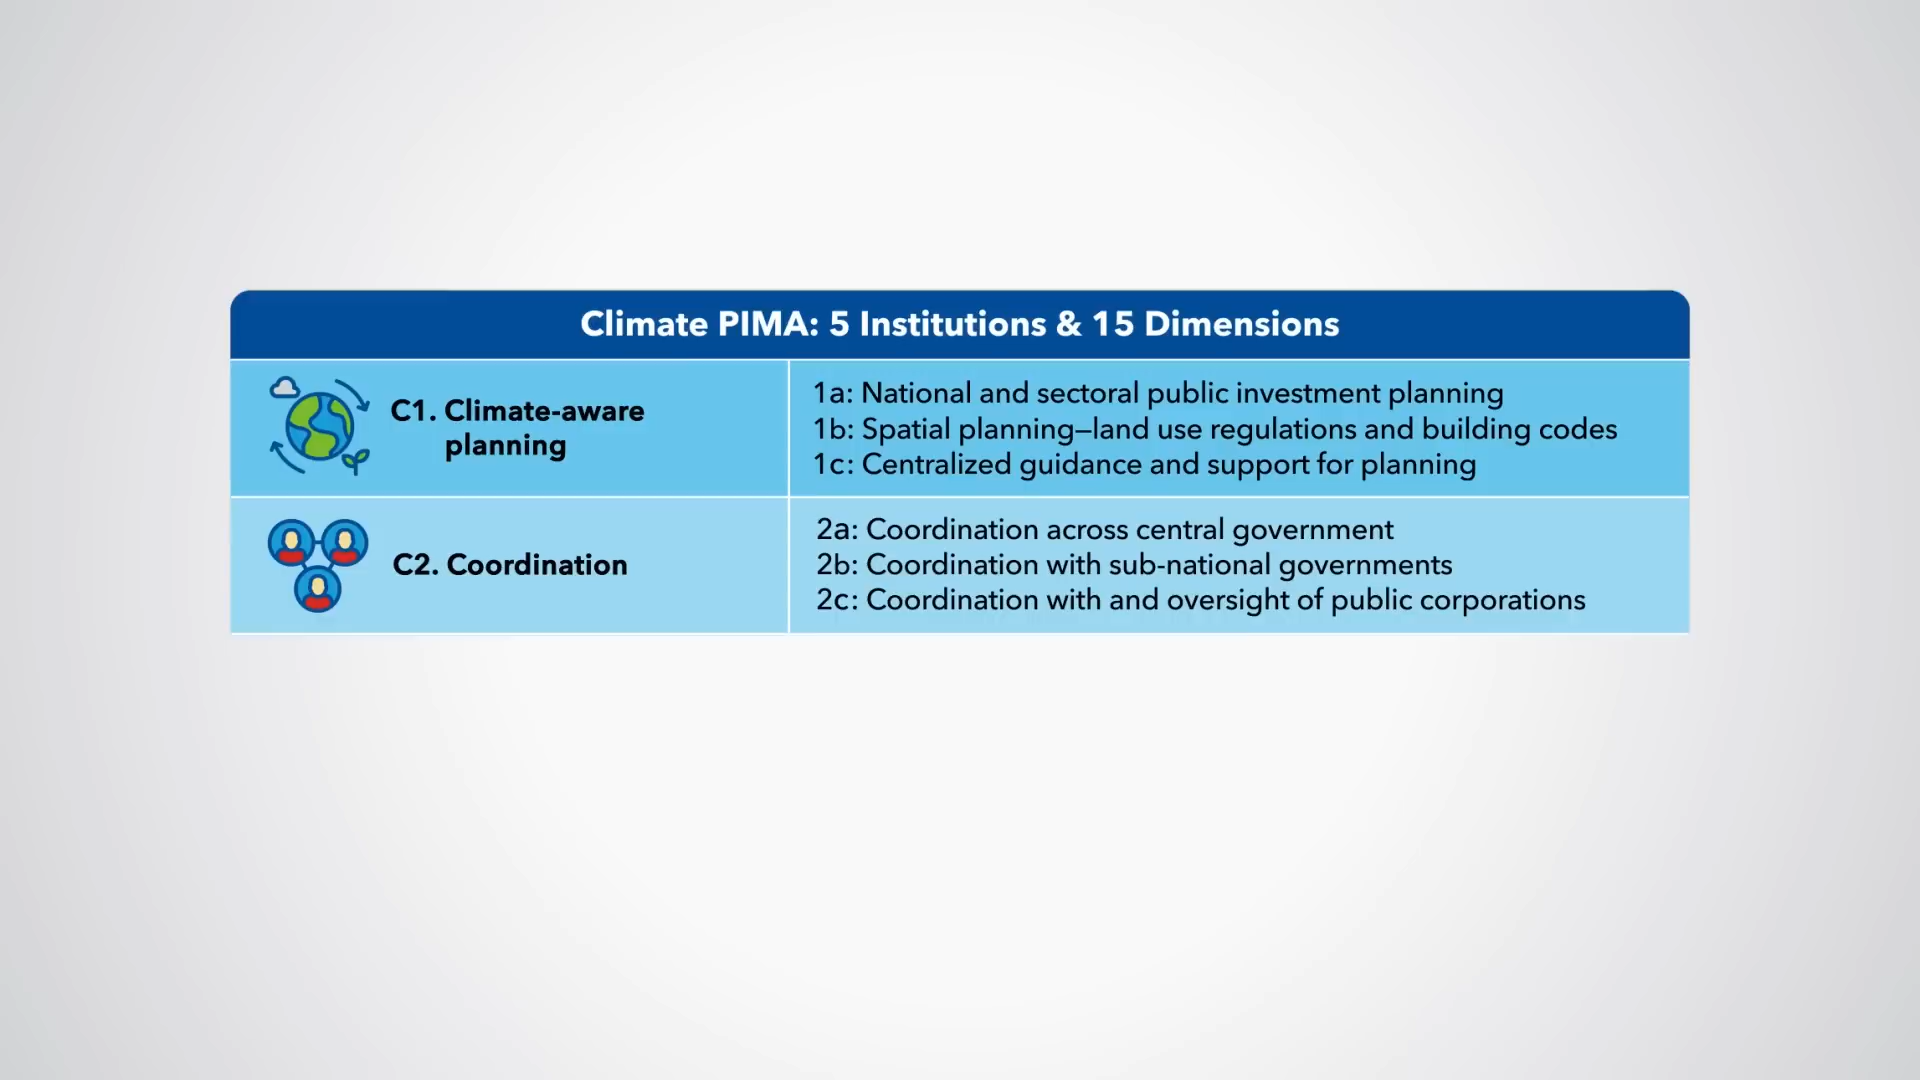 Climate PIMA: 5 Institutions & 15 Dimensions
C1. Climate-aware
planning
1a: National and sectoral public investment planning
1b: Spatial planning—land use regulations and building codes
1c: Centralized guidance and support for planning
C2. Coordination
2a: Coordination across central government
2b: Coordination with sub-national governments
2c: Coordination with and oversight of public corporations